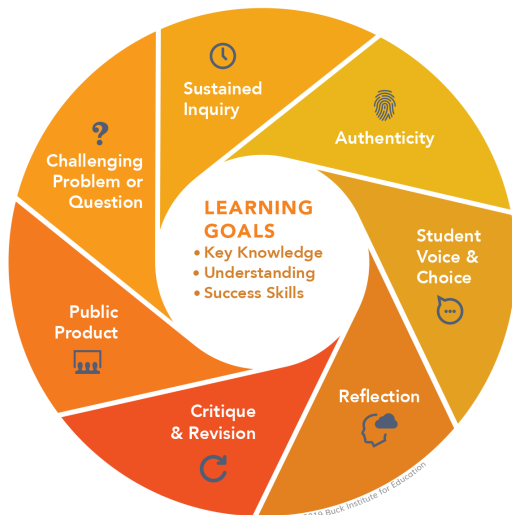 Sustained
Inquiry
Authenticity
Challenging
Problem or
Question
LEARNING
GOALS
• Key Knowledge
• Understanding
• Success Skills
Student
Voice &
Choice
Public
Product
Reflection
Critique
& Revision
2019 Buck Institute for Education